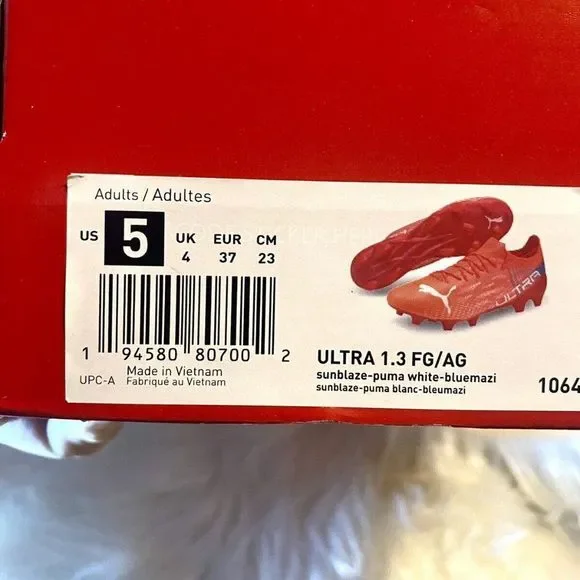 Adults / Adultes
US 5 UK 4 EUR 37 CM 23
ULTRA
1 94580 80700 2
UPC-A Made in Vietnam
Fabriqué au Vietnam
ULTRA 1.3 FG/AG
sunblaze-puma white-bluemazi
sunblaze-puma blanc-bleumazi
1064